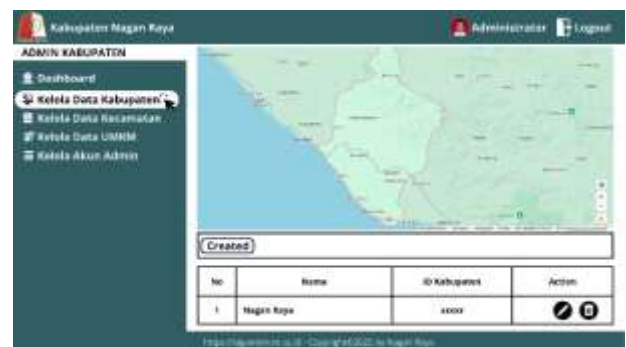 Kabupaten Nagan Raya
Administrator
Logout
ADMIN KABUPATEN
Dashboard
Kelola Data Kabupaten
Kelola Data Kecamatan
Kelola Data UMKM
Kelola Akun Admin
Created
No Nama ID Kabupaten Action
1 Nagan Raya xxxxx